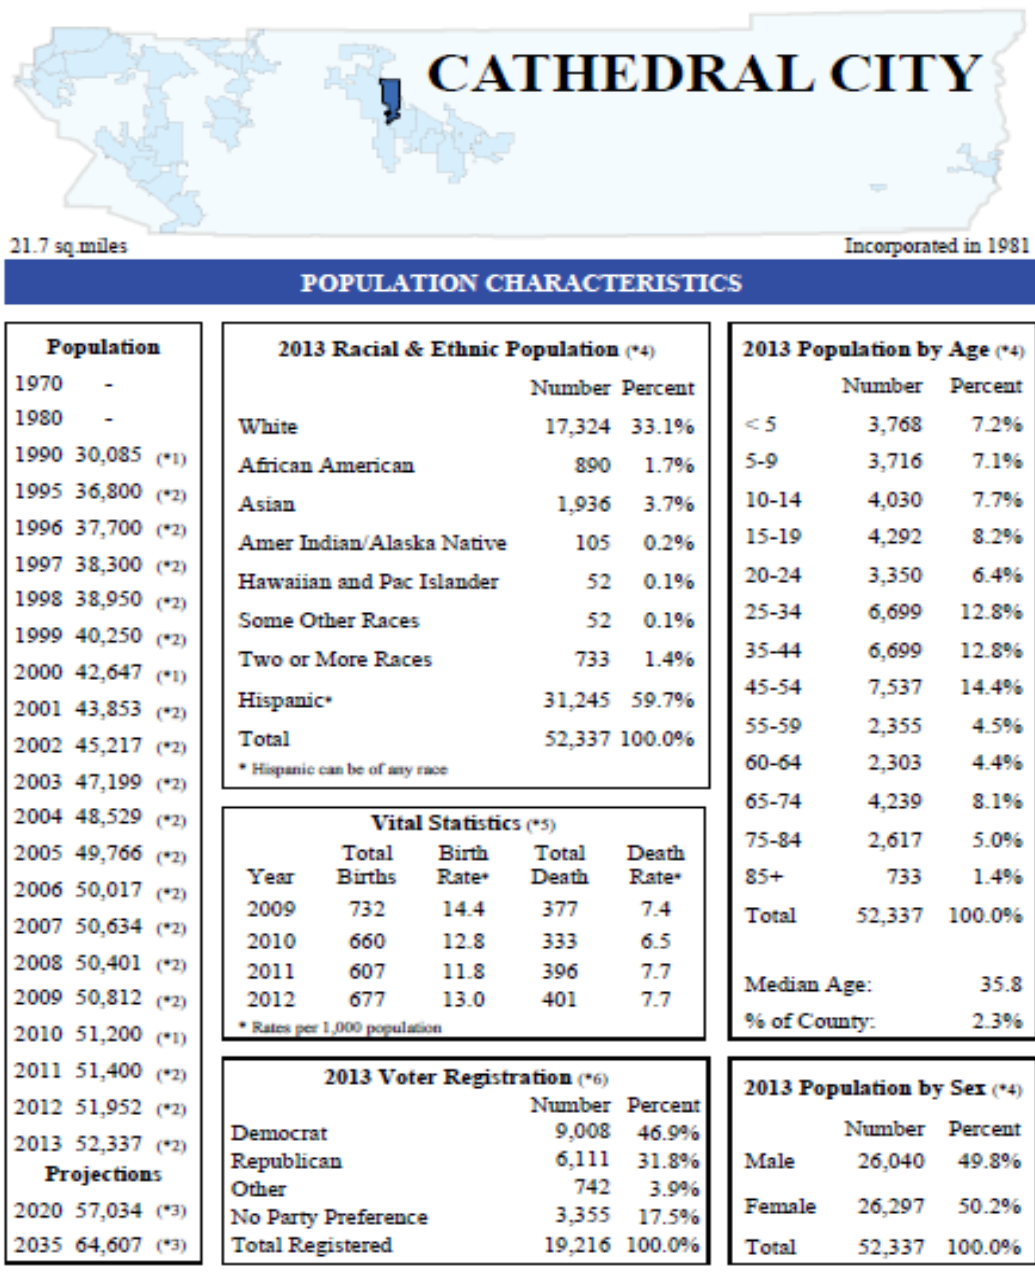 CATHEDRAL CITY
21.7 sq.miles
Incorporated in 1981
POPULATION CHARACTERISTICS
Population
1970 -
1980 -
1990 30,085 (*1)
1995 36,800 (*2)
1996 37,700 (*2)
1997 38,300 (*2)
1998 38,950 (*2)
1999 40,250 (*2)
2000 42,647 (*1)
2001 43,853 (*2)
2002 45,217 (*2)
2003 47,199 (*2)
2004 48,529 (*2)
2005 49,766 (*2)
2006 50,017 (*2)
2007 50,634 (*2)
2008 50,401 (*2)
2009 50,812 (*2)
2010 51,200 (*1)
2011 51,400 (*2)
2012 51,952 (*2)
2013 52,337 (*2)
Projections
2020 57,034 (*3)
2035 64,607 (*3)
2013 Racial & Ethnic Population (*4)
Number Percent
White 17,324 33.1%
African American 890 1.7%
Asian 1,936 3.7%
Amer Indian/Alaska Native 105 0.2%
Hawaiian and Pac Islander 52 0.1%
Some Other Races 52 0.1%
Two or More Races 733 1.4%
Hispanic* 31,245 59.7%
Total 52,337 100.0%
* Hispanic can be of any race
Vital Statistics (*5)
Total Birth Total Death
Year Births Rate* Death Rate*
2009 732 14.4 377 7.4
2010 660 12.8 333 6.5
2011 607 11.8 396 7.7
2012 677 13.0 401 7.7
* Rates per 1,000 population
2013 Voter Registration (*6)
Number Percent
Democrat 9,008 46.9%
Republican 6,111 31.8%
Other 742 3.9%
No Party Preference 3,355 17.5%
Total Registered 19,216 100.0%
2013 Population by Age (*4)
Number Percent
< 5 3,768 7.2%
5-9 3,716 7.1%
10-14 4,030 7.7%
15-19 4,292 8.2%
20-24 3,350 6.4%
25-34 6,699 12.8%
35-44 6,699 12.8%
45-54 7,537 14.4%
55-59 2,355 4.5%
60-64 2,303 4.4%
65-74 4,239 8.1%
75-84 2,617 5.0%
85+ 733 1.4%
Total 52,337 100.0%
Median Age: 35.8
% of County: 2.3%
2013 Population by Sex (*4)
Number Percent
Male 26,040 49.8%
Female 26,297 50.2%
Total 52,337 100.0%